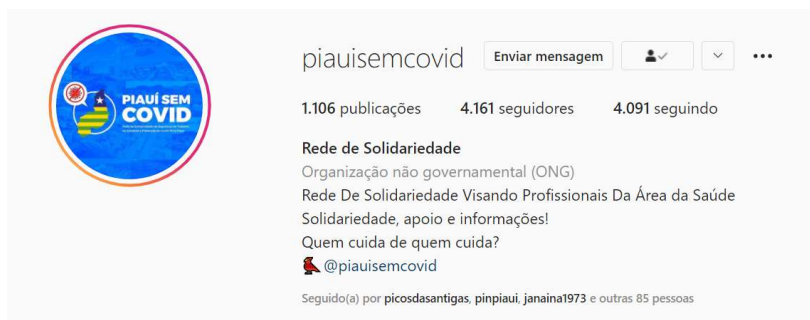 PIAUÍ SEM
COVID
piauisemcovid Enviar mensagem
1.106 publicações 4.161 seguidores 4.091 seguindo
Rede de Solidariedade
Organização não governamental (ONG)
Rede De Solidariedade Visando Profissionais Da Área da Saúde
Solidariedade, apoio e informações!
Quem cuida de quem cuida?
@piauisemcovid
Seguido(a) por picosdasantigas, pinpiaui, janaina1973 e outras 85 pessoas